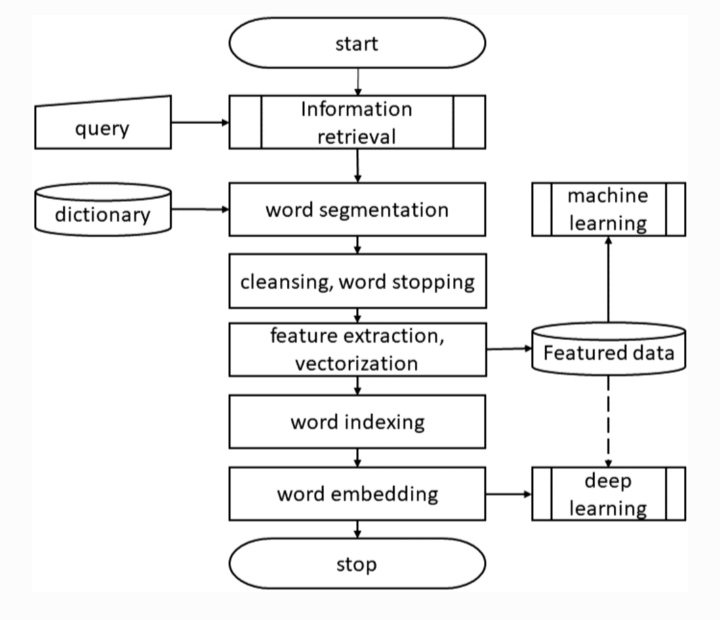 start
Information
retrieval
query
word segmentation
dictionary
machine
learning
cleansing, word stopping
feature extraction,
vectorization
Featured data
word indexing
word embedding
deep
learning
stop